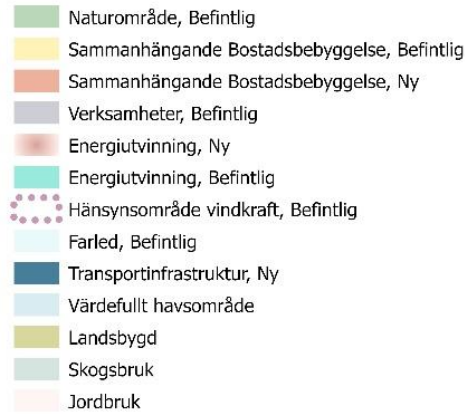 Naturområde, Befintlig
Sammanhängande Bostadsbebyggelse, Befintlig
Sammanhängande Bostadsbebyggelse, Ny
Verksamheter, Befintlig
Energiutvinning, Ny
Energiutvinning, Befintlig
Hänsynsområde vindkraft, Befintlig
Farled, Befintlig
Transportinfrastruktur, Ny
Värdefullt havsområde
Landsbygd
Skogsbruk
Jordbruk